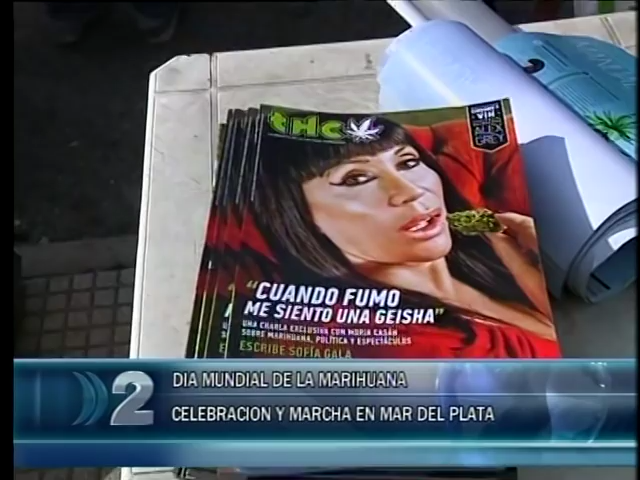 thc
VIH
ALEX
GREY
"CUANDO FUMO
ME SIENTO UNA GEISHA"
UNA CHARLA EXCLUSIVA CON MORIA CASÁN
SOBRE MARIHUANA, POLÍTICA Y ESPECTÁCULOS
ESCRIBE SOFÍA GALA
2
DIA MUNDIAL DE LA MARIHUANA
CELEBRACION Y MARCHA EN MAR DEL PLATA